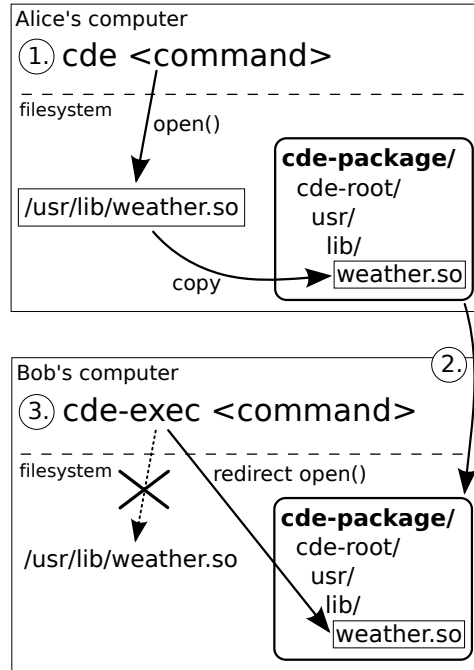 Alice's computer
1. cde <command>
filesystem
open()
/usr/lib/weather.so
copy
cde-package/
cde-root/
usr/
lib/
weather.so
2.
Bob's computer
3. cde-exec <command>
filesystem
redirect open()
/usr/lib/weather.so
cde-package/
cde-root/
usr/
lib/
weather.so